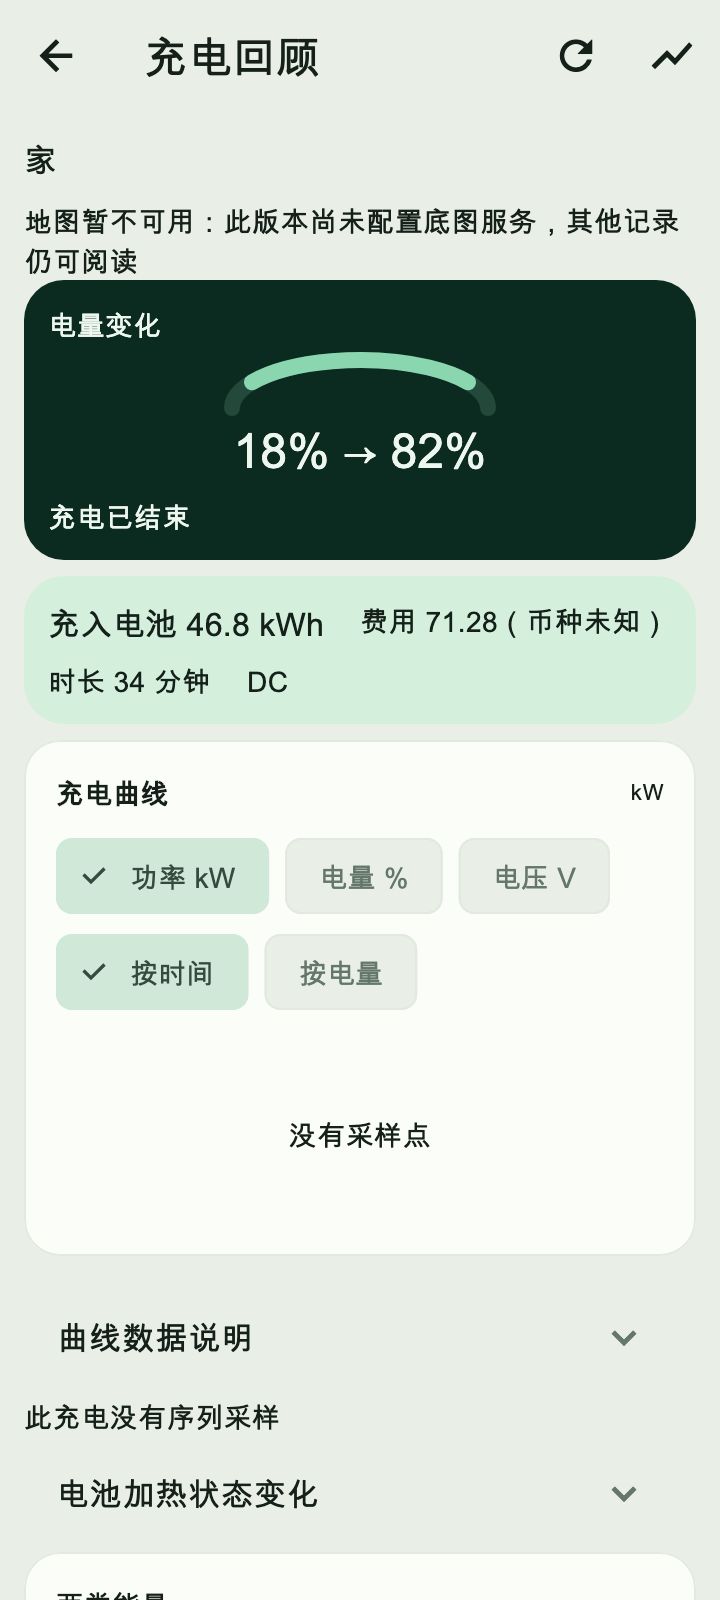 充电回顾
家
地图暂不可用：此版本尚未配置底图服务，其他记录
仍可阅读
电量变化
18% → 82%
充电已结束
充入电池 46.8 kWh 费用 71.28（币种未知）
时长 34 分钟 DC
充电曲线 kW
功率 kW 电量 % 电压 V
按时间 按电量
没有采样点
曲线数据说明
此充电没有序列采样
电池加热状态变化
两类能量